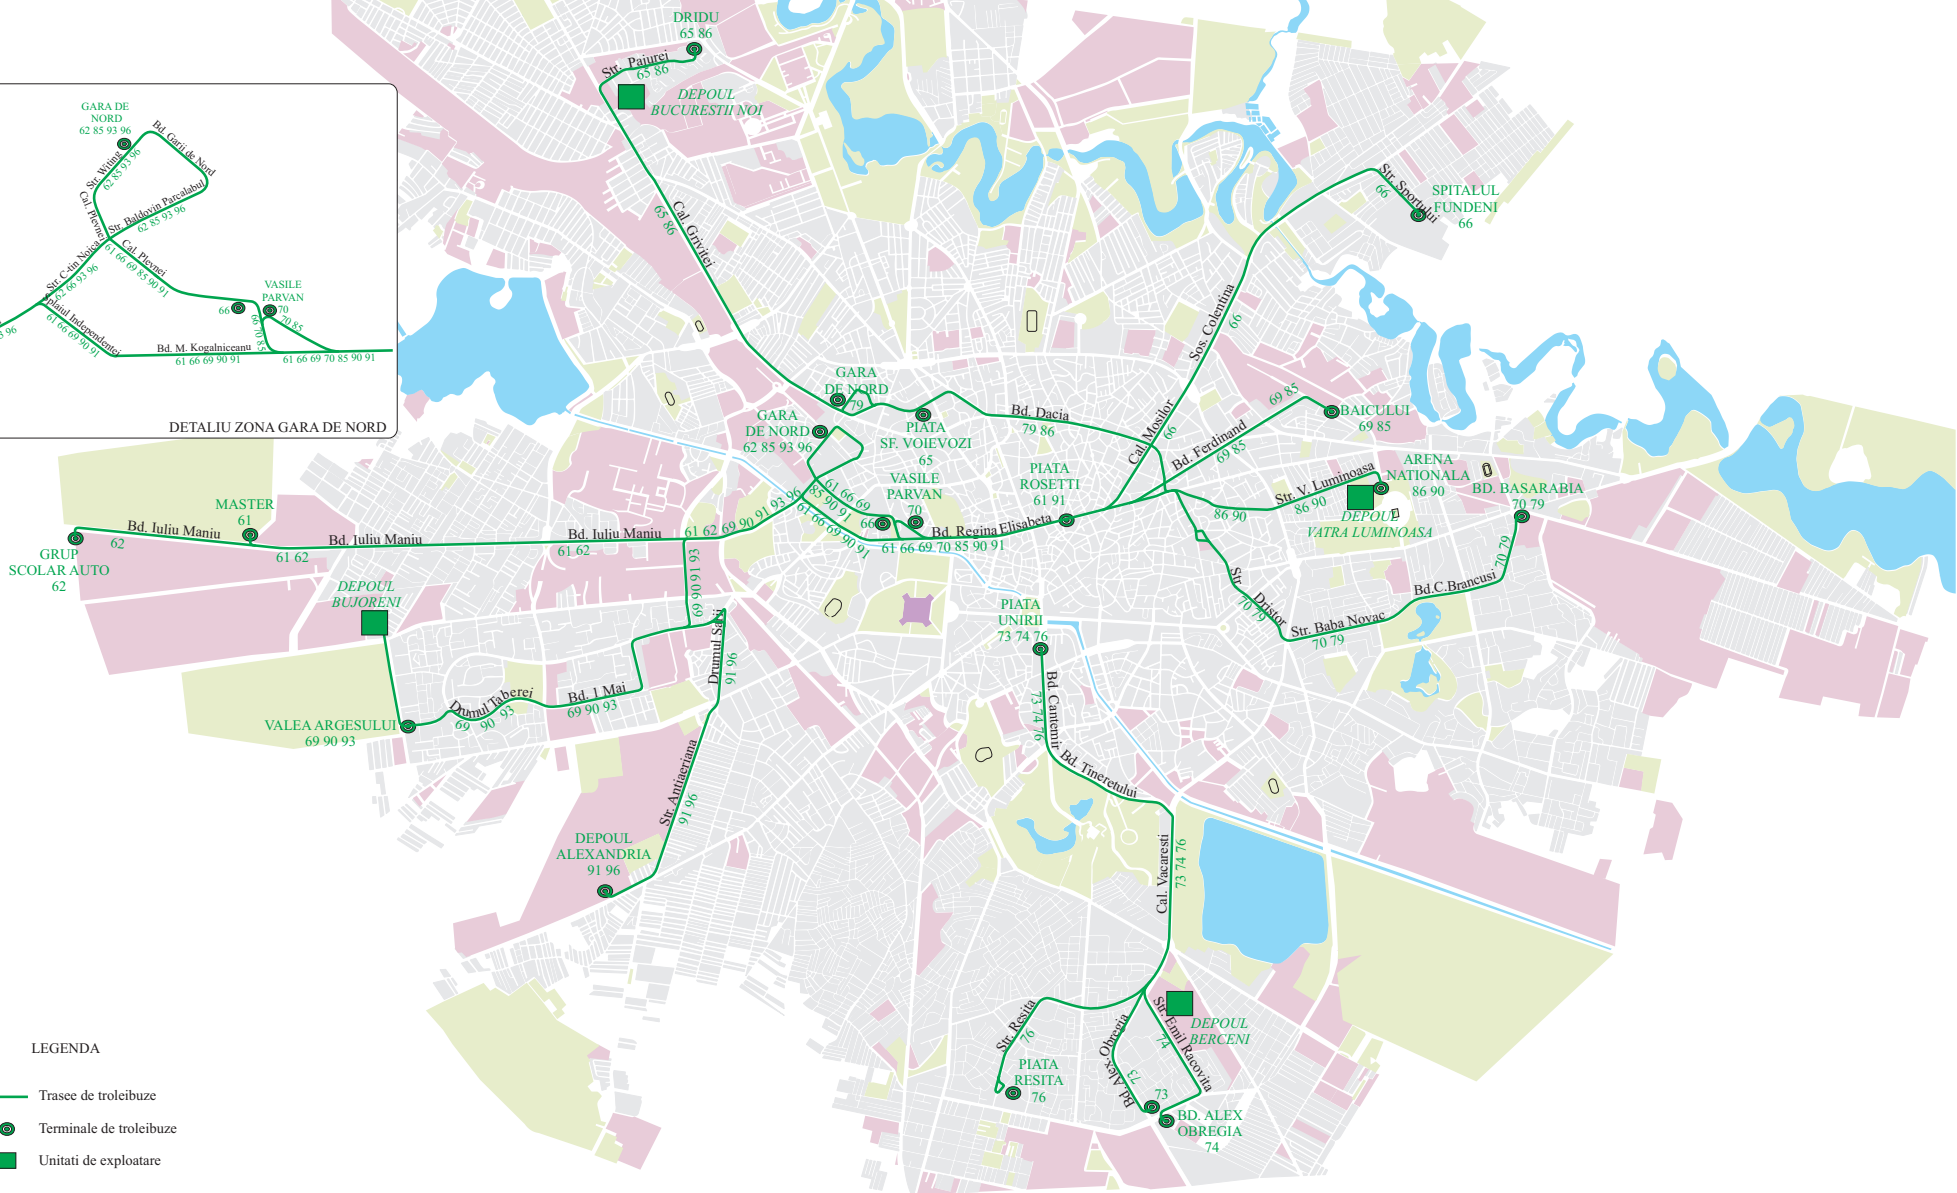 DRIDU
65 86
Str. Pajurei
65 86
DEPOUL
BUCURESTII NOI
Cal. Grivitei
65 86
GARA DE
NORD
62 85 93 96
Bd. Garii de Nord
Str. Witing
62 85 93 96
Cal. Plevnei
Str. Baldovin Parcalabul
62 85 93 96
Str. C-tin Noica
62 66 93 96
Cal. Plevnei
61 66 69 85 90 91
Splaiul Independentei
61 66 69 90 91
66
VASILE
PARVAN
70
70 85
66 70 85
Bd. M. Kogalniceanu
61 66 69 90 91
61 66 69 70 85 90 91
DETALIU ZONA GARA DE NORD
Str. Sportului
66
SPITALUL
FUNDENI
66
Sos. Colentina
66
Cal. Mosilor
66
GARA
DE NORD
79
GARA
DE NORD
62 85 93 96
PIATA
SF. VOIEVOZI
65
Bd. Dacia
79 86
69 85
BAICULUI
69 85
Bd. Ferdinand
69 85
PIATA
ROSETTI
61 91
VASILE
PARVAN
70
66
61 66 69
85 90 91
61 66 69 90 91
Bd. Regina Elisabeta
61 66 69 70 85 90 91
Str. V. Luminoasa
86 90
86 90
ARENA
NATIONALA
86 90
DEPOUL
VATRA LUMINOASA
BD. BASARABIA
70 79
70 79
Bd.C.Brancusi
Str. Baba Novac
70 79
Str. Dristor
70 79
MASTER
61
Bd. Iuliu Maniu
62
GRUP
SCOLAR AUTO
62
61 62
Bd. Iuliu Maniu
Bd. Iuliu Maniu
61 62
61 62 69 90 91 93 96
69 90 91 93
DEPOUL
BUJORENI
VALEA ARGESULUI
69 90 93
Drumul Taberei
69 90 93
Bd. 1 Mai
69 90 93
Drumul Sarii
91 96
Str. Antiaeriana
91 96
DEPOUL
ALEXANDRIA
91 96
PIATA
UNIRII
73 74 76
Bd. Cantemir
73 74 76
Bd. Tineretului
Cal. Vacaresti
73 74 76
Str. Resita
76
PIATA
RESITA
76
Bd. Alex. Obregia
73
Str. Emil Racovita
74
DEPOUL
BERCENI
73
BD. ALEX
OBREGIA
74
LEGENDA
Trasee de troleibuze
Terminale de troleibuze
Unitati de exploatare